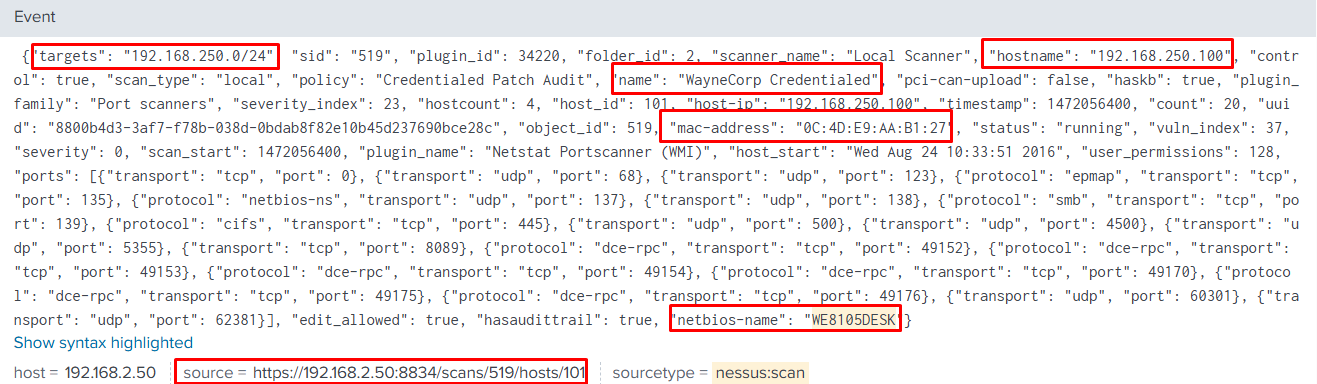 Event
{"targets": "192.168.250.0/24" "sid": "519", "plugin_id": 34220, "folder_id": 2, "scanner_name": "Local Scanner", "hostname": "192.168.250.100", "contr
rol": true, "scan_type": "local", "policy": "Credentialed Patch Audit", "name": "WayneCorp Credentialed", "pci-can-upload": false, "haskb": true, "plugin_
family": "Port scanners", "severity_index": 23, "hostcount": 4, "host_id": 101, "host-ip": "192.168.250.100", "timestamp": 1472056400, "count": 20, "uui
d": "8800b4d3-3af7-f78b-038d-0bdab8f82e10b45d237690bce28c", "object_id": 519, "mac-address": "0C:4D:E9:AA:B1:27", "status": "running", "vuln_index": 37,
"severity": 0, "scan_start": 1472056400, "plugin_name": "Netstat Portscanner (WMI)", "host_start": "Wed Aug 24 10:33:51 2016", "user_permissions": 128,
"ports": [{"transport": "tcp", "port": 0}, {"transport": "udp", "port": 68}, {"transport": "udp", "port": 123}, {"protocol": "epmap", "transport": "tcp",
"port": 135}, {"protocol": "netbios-ns", "transport": "udp", "port": 137}, {"transport": "udp", "port": 138}, {"protocol": "smb", "transport": "tcp", "po
rt": 139}, {"protocol": "cifs", "transport": "tcp", "port": 445}, {"transport": "udp", "port": 500}, {"transport": "udp", "port": 4500}, {"transport": "u
dp", "port": 5355}, {"transport": "tcp", "port": 8089}, {"protocol": "dce-rpc", "transport": "tcp", "port": 49152}, {"protocol": "dce-rpc", "transport":
"tcp", "port": 49153}, {"protocol": "dce-rpc", "transport": "tcp", "port": 49154}, {"protocol": "dce-rpc", "transport": "tcp", "port": 49170}, {"protoco
l": "dce-rpc", "transport": "tcp", "port": 49175}, {"protocol": "dce-rpc", "transport": "tcp", "port": 49176}, {"transport": "udp", "port": 60301}, {"tra
nsport": "udp", "port": 62381}], "edit_allowed": true, "hasaudittrail": true, "netbios-name": "WE8105DESK"}
Show syntax highlighted
host = 192.168.2.50 source = https://192.168.2.50:8834/scans/519/hosts/101 sourcetype = nessus:scan